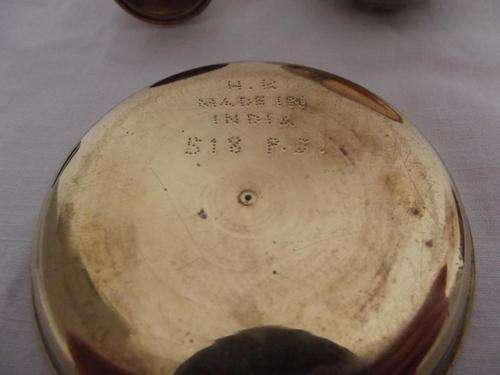 H.K
MADE IN
INDIA
S18 P.B.